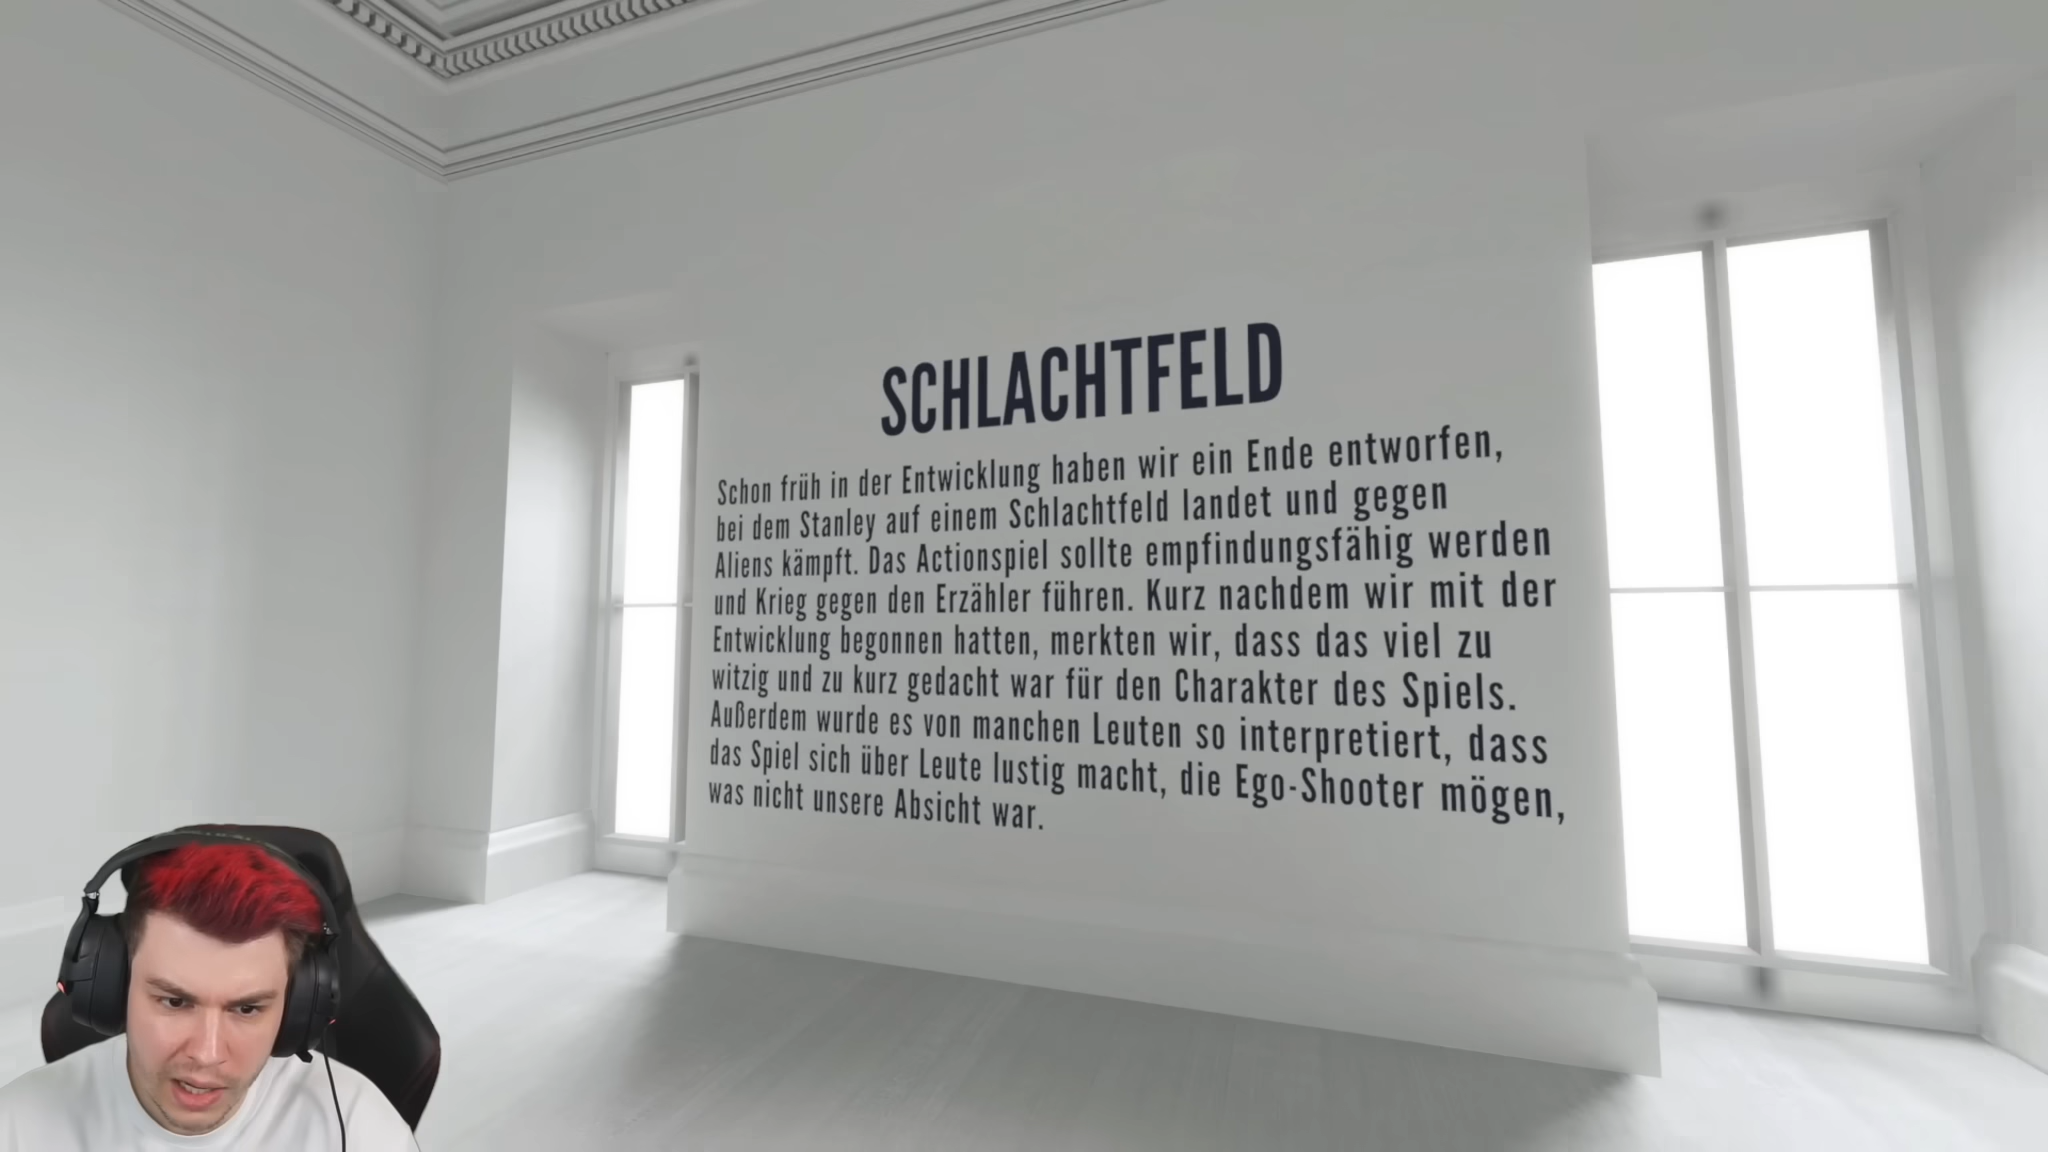 SCHLACHTFELD
Schon früh in der Entwicklung haben wir ein Ende entworfen,
bei dem Stanley auf einem Schlachtfeld landet und gegen
Aliens kämpft. Das Actionspiel sollte empfindungsfähig werden
und Krieg gegen den Erzähler führen. Kurz nachdem wir mit der
Entwicklung begonnen hatten, merkten wir, dass das viel zu
witzig und zu kurz gedacht war für den Charakter des Spiels.
Außerdem wurde es von manchen Leuten so interpretiert, dass
das Spiel sich über Leute lustig macht, die Ego-Shooter mögen,
was nicht unsere Absicht war.